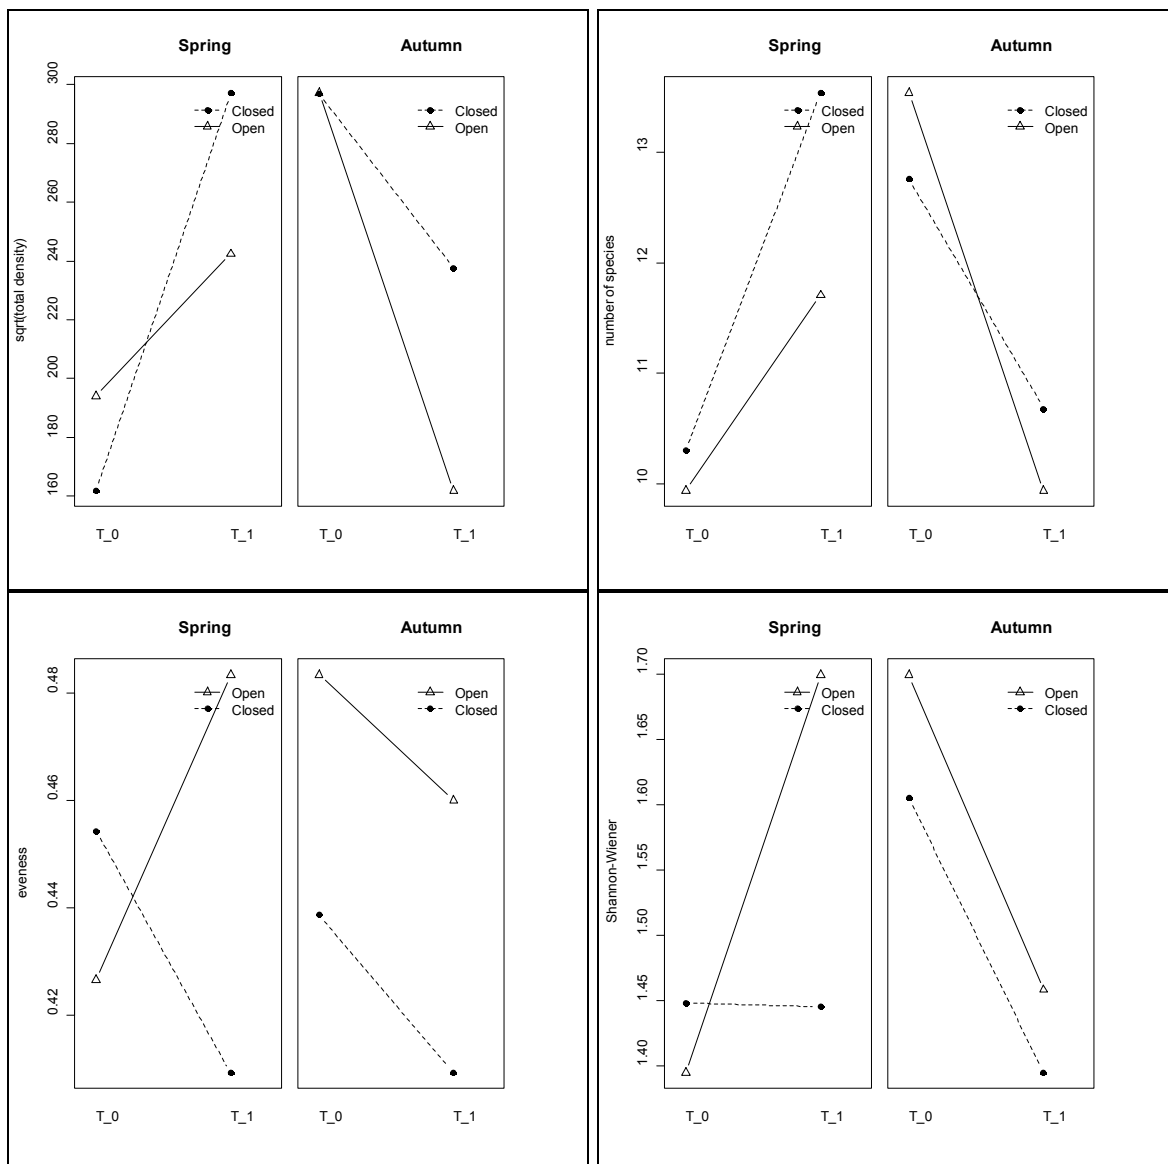 Spring
Autumn
300
280
260
240
220
200
180
160
sqrt(total density)
Closed
Open
Closed
Open
T_0
T_1
T_0
T_1
Spring
Autumn
13
12
11
10
number of species
Closed
Open
Closed
Open
T_0
T_1
T_0
T_1
Spring
Autumn
0.48
0.46
0.44
0.42
eveness
Open
Closed
Open
Closed
T_0
T_1
T_0
T_1
Spring
Autumn
1.70
1.65
1.60
1.55
1.50
1.45
1.40
Shannon-Wiener
Open
Closed
Open
Closed
T_0
T_1
T_0
T_1